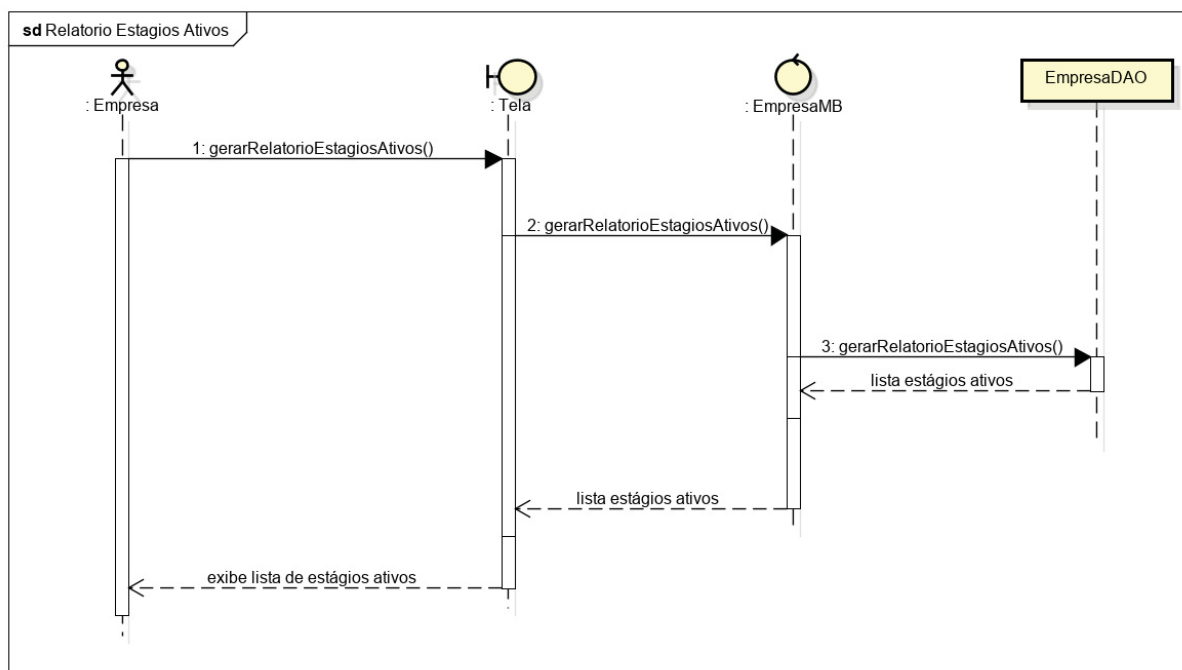 sd Relatorio Estagios Ativos
: Empresa
: Tela
: EmpresaMB
EmpresaDAO
1: gerarRelatorioEstagiosAtivos()
2: gerarRelatorioEstagiosAtivos()
3: gerarRelatorioEstagiosAtivos()
lista estágios ativos
lista estágios ativos
exibe lista de estágios ativos